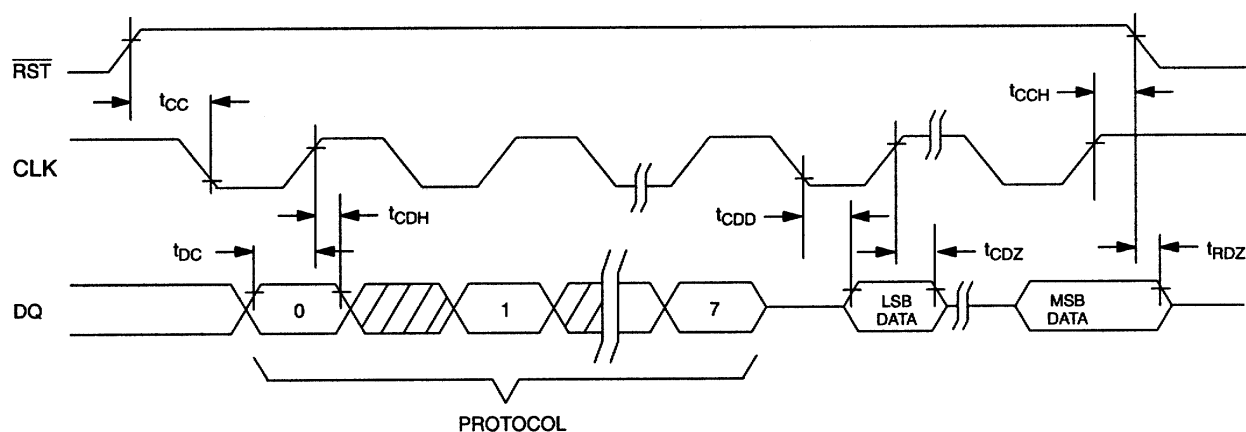 RST
tCC
tCCH
CLK
tCDH
tCDD
tDC
tCDZ
tRDZ
DQ
0
1
7
LSB
DATA
MSB
DATA
PROTOCOL